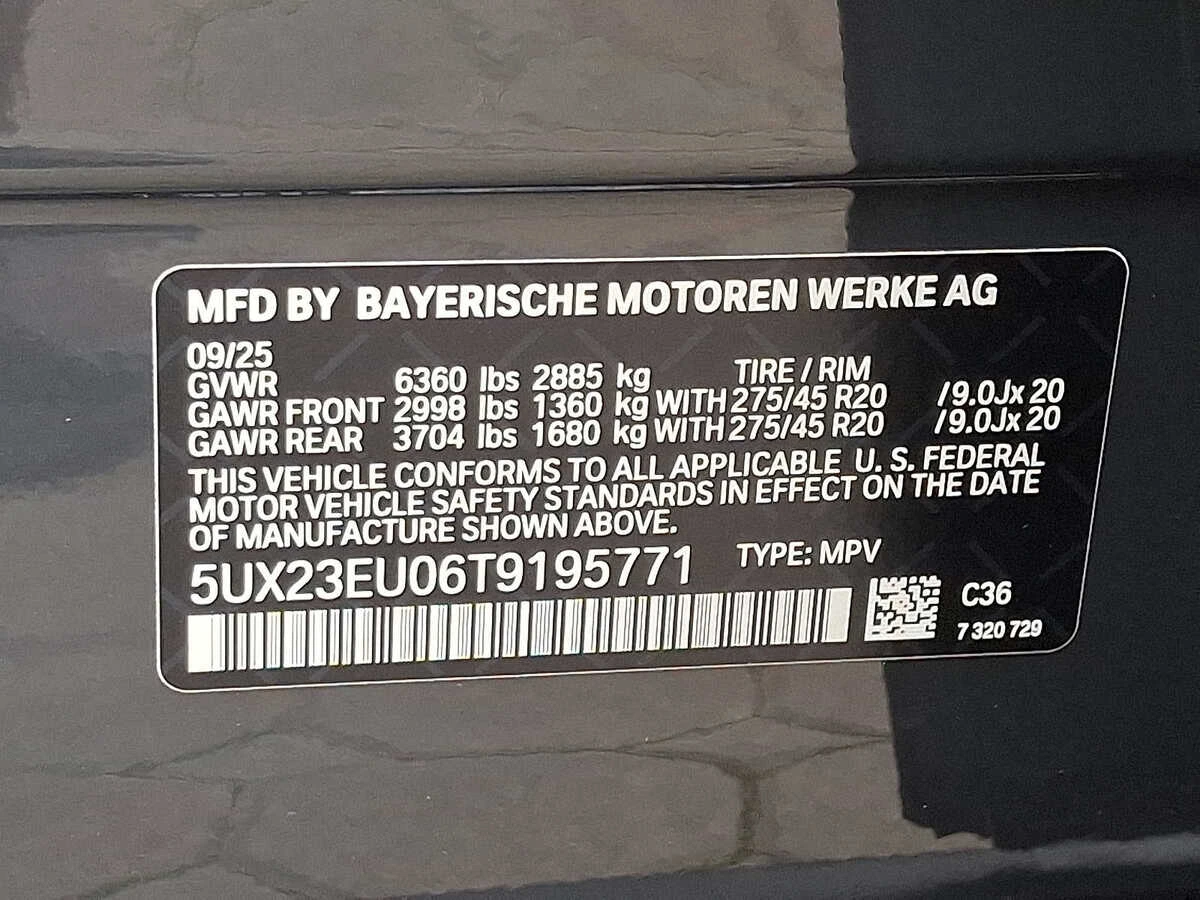 MFD BY BAYERISCHE MOTOREN WERKE AG
09/25
GVWR 6360 lbs 2885 kg TIRE / RIM
GAWR FRONT 2998 lbs 1360 kg WITH 275/45 R20 /9.0Jx 20
GAWR REAR 3704 lbs 1680 kg WITH 275/45 R20 /9.0Jx 20
THIS VEHICLE CONFORMS TO ALL APPLICABLE U. S. FEDERAL
MOTOR VEHICLE SAFETY STANDARDS IN EFFECT ON THE DATE
OF MANUFACTURE SHOWN ABOVE.
5UX23EU06T9195771 TYPE: MPV
C36
7 320 729